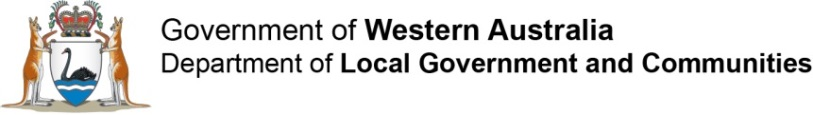 Government of Western Australia
Department of Local Government and Communities